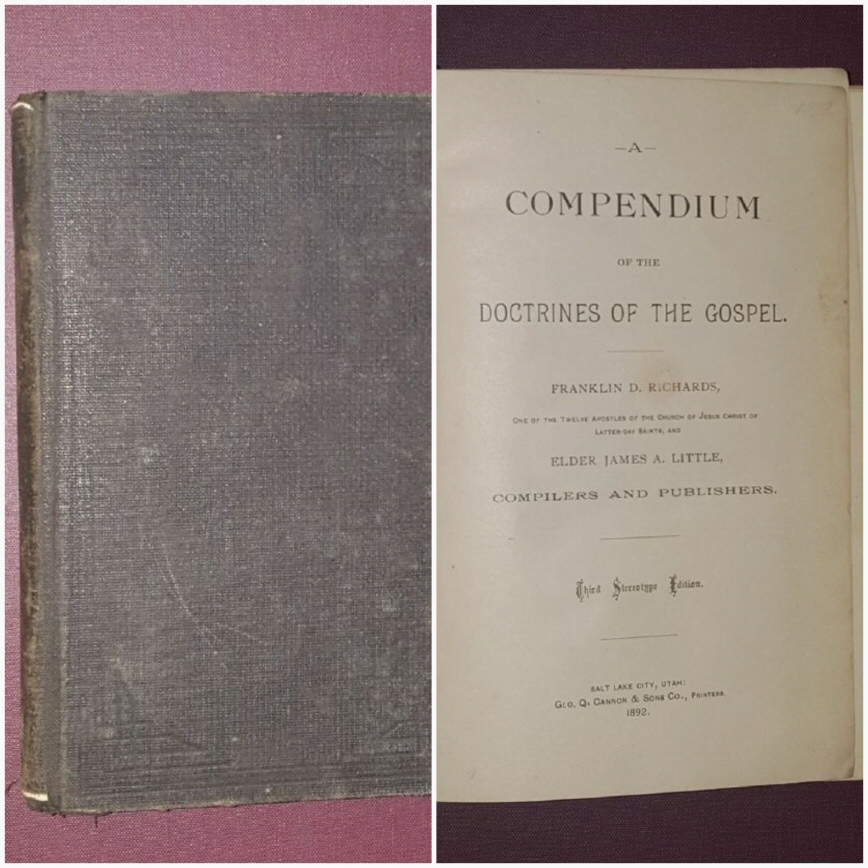 –A–
COMPENDIUM
OF THE
DOCTRINES OF THE GOSPEL.
FRANKLIN D. RICHARDS,
ONE OF THE TWELVE APOSTLES OF THE CHURCH OF JESUS CHRIST OF
LATTER-DAY SAINTS, AND
ELDER JAMES A. LITTLE,
COMPILERS AND PUBLISHERS.
Third Stereotype Edition.
SALT LAKE CITY, UTAH:
GEO. Q. CANNON & SONS CO., PRINTERS.
1892.